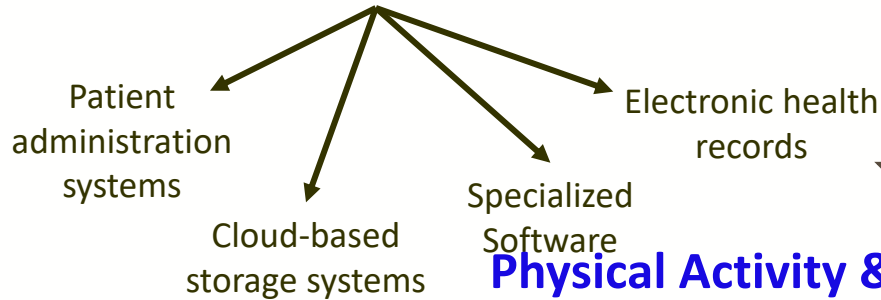 Patient
administration
systems
Cloud-based
storage systems
Specialized
Software
Electronic health
records
Physical Activity &